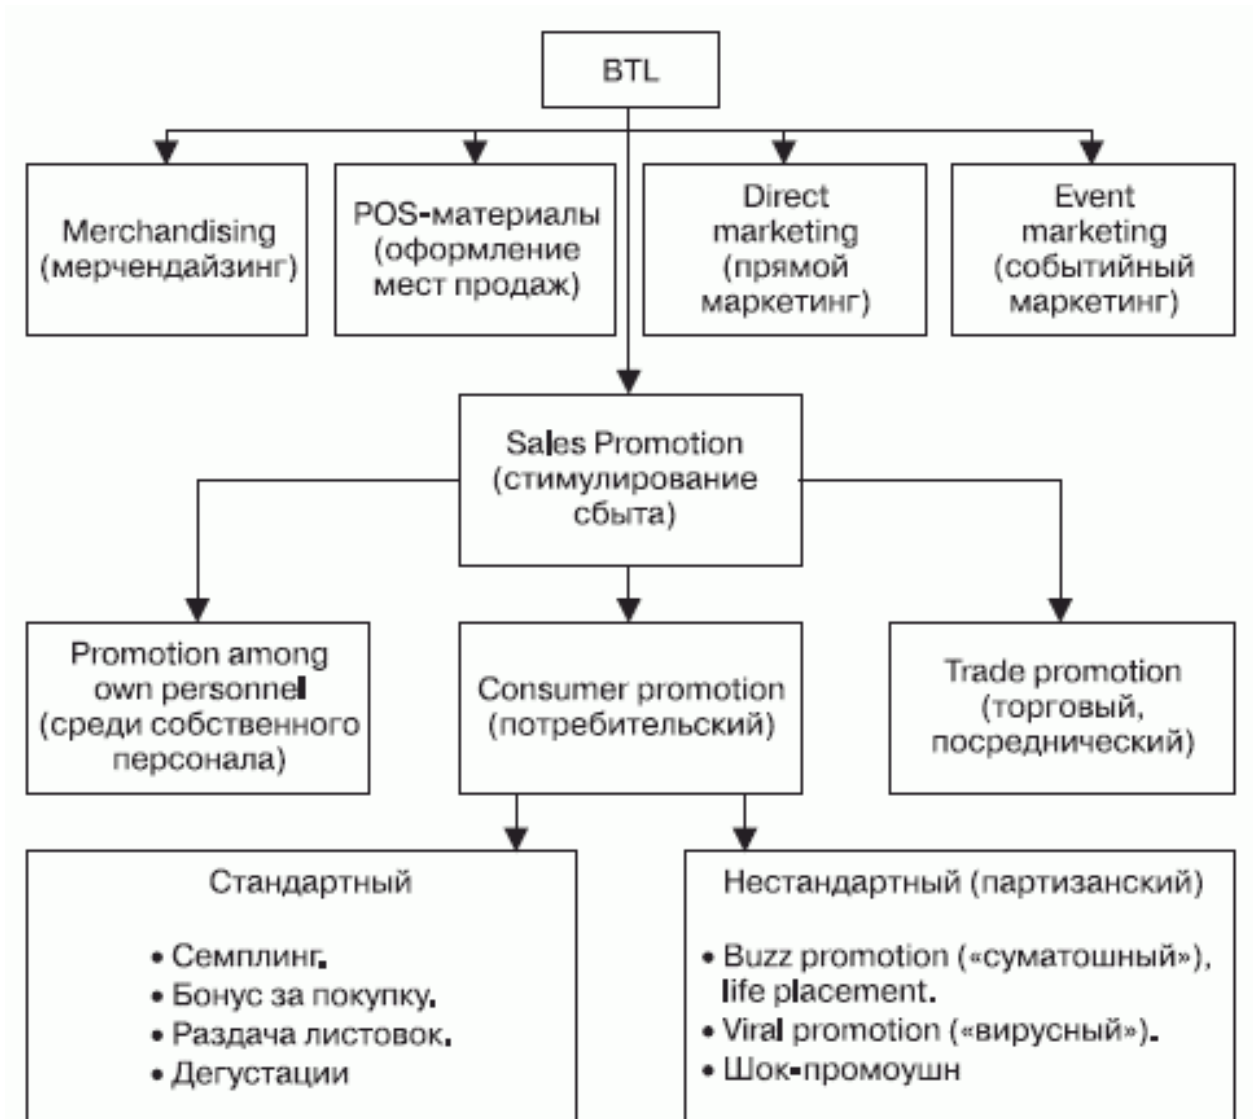 BTL
Merchandising
(мерчендайзинг)
POS-материалы
(оформление
мест продаж)
Direct
marketing
(прямой
маркетинг)
Event
marketing
(событийный
маркетинг)
Sales Promotion
(стимулирование
сбыта)
Promotion among
own personnel
(среди собственного
персонала)
Consumer promotion
(потребительский)
Trade promotion
(торговый,
посреднический)
Стандартный
• Семплинг.
• Бонус за покупку.
• Раздача листовок.
• Дегустации
Нестандартный (партизанский)
• Buzz promotion («суматошный»),
life placement.
• Viral promotion («вирусный»).
• Шок-промоушн